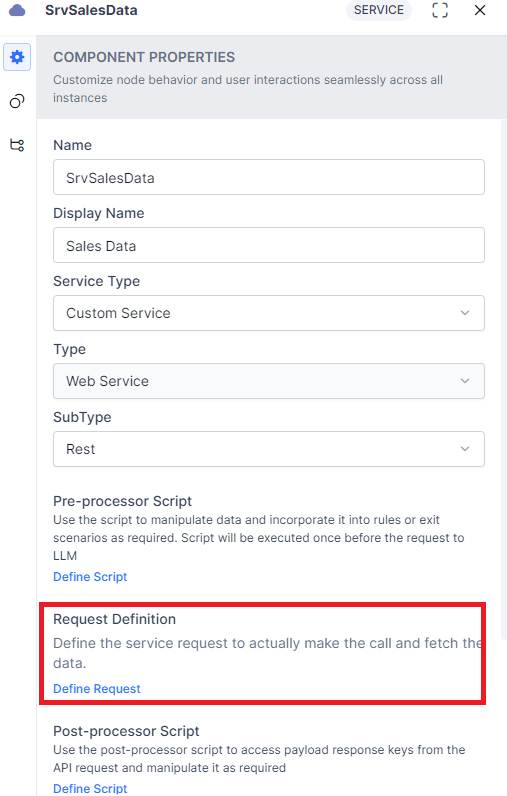 SrvSalesData
SERVICE
COMPONENT PROPERTIES
Customize node behavior and user interactions seamlessly across all
instances
Name
SrvSalesData
Display Name
Sales Data
Service Type
Custom Service
Type
Web Service
SubType
Rest
Pre-processor Script
Use the script to manipulate data and incorporate it into rules or exit
scenarios as required. Script will be executed once before the request to
LLM
Define Script
Request Definition
Define the service request to actually make the call and fetch the
data.
Define Request
Post-processor Script
Use the post-processor script to access payload response keys from the
API request and manipulate it as required
Define Script